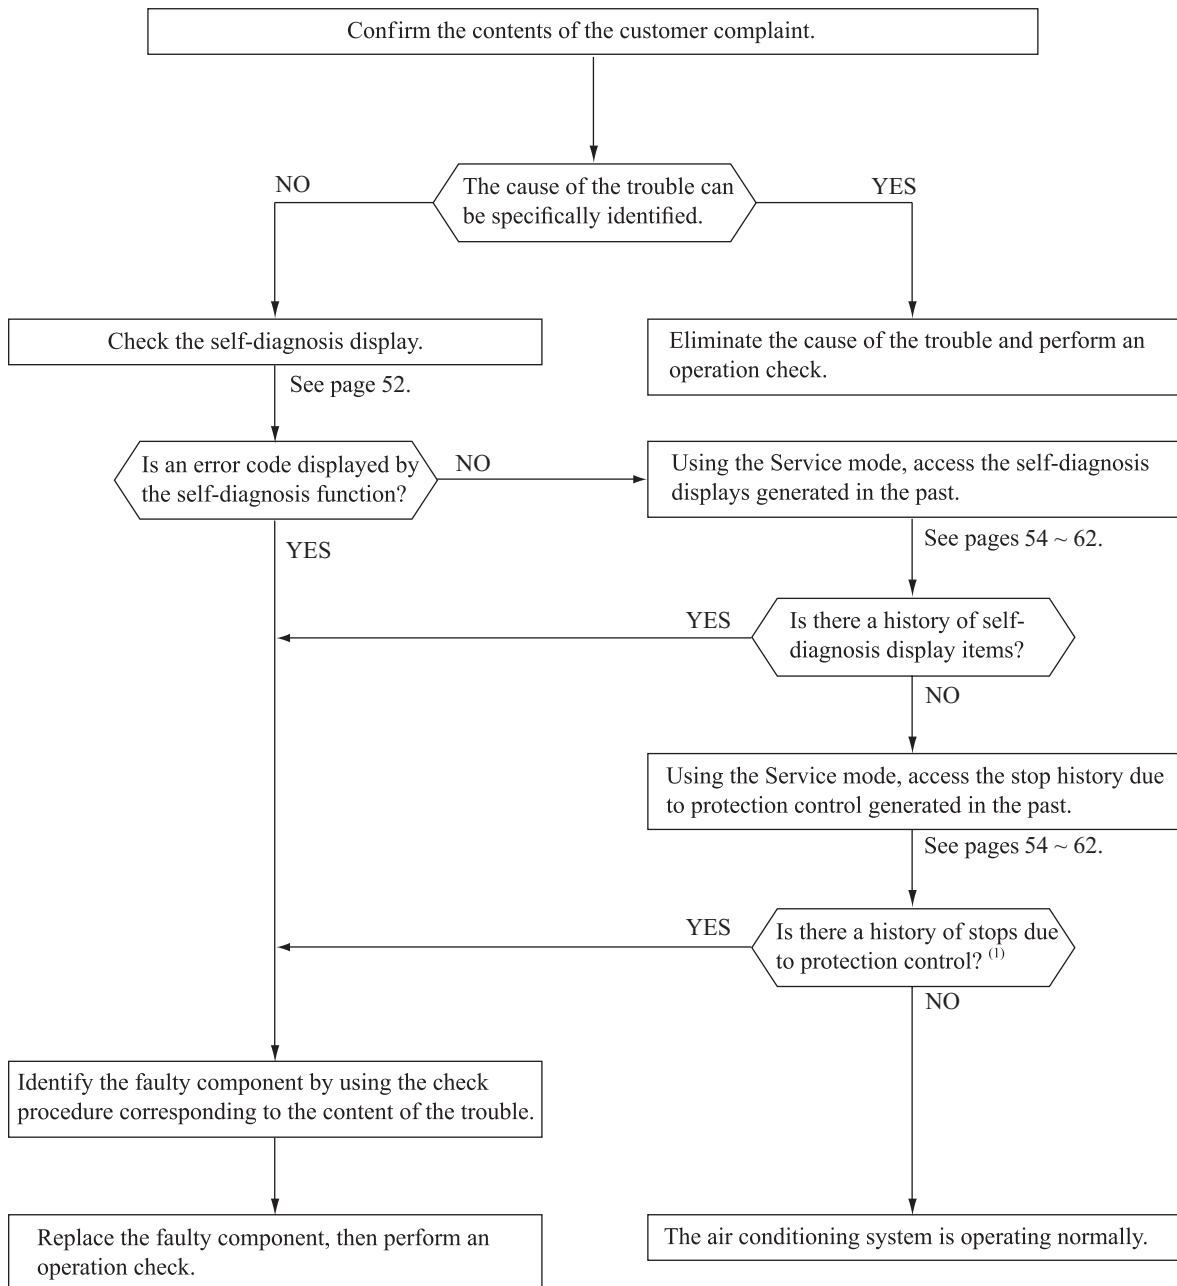 Confirm the contents of the customer complaint.
NO
The cause of the trouble can
be specifically identified.
YES
Check the self-diagnosis display.
See page 52.
Eliminate the cause of the trouble and perform an
operation check.
Is an error code displayed by
the self-diagnosis function?
NO
YES
Using the Service mode, access the self-diagnosis
displays generated in the past.
See pages 54 ~ 62.
YES
Is there a history of self-
diagnosis display items?
NO
Using the Service mode, access the stop history due
to protection control generated in the past.
See pages 54 ~ 62.
YES
Is there a history of stops due
to protection control? (1)
NO
Identify the faulty component by using the check
procedure corresponding to the content of the trouble.
Replace the faulty component, then perform an
operation check.
The air conditioning system is operating normally.